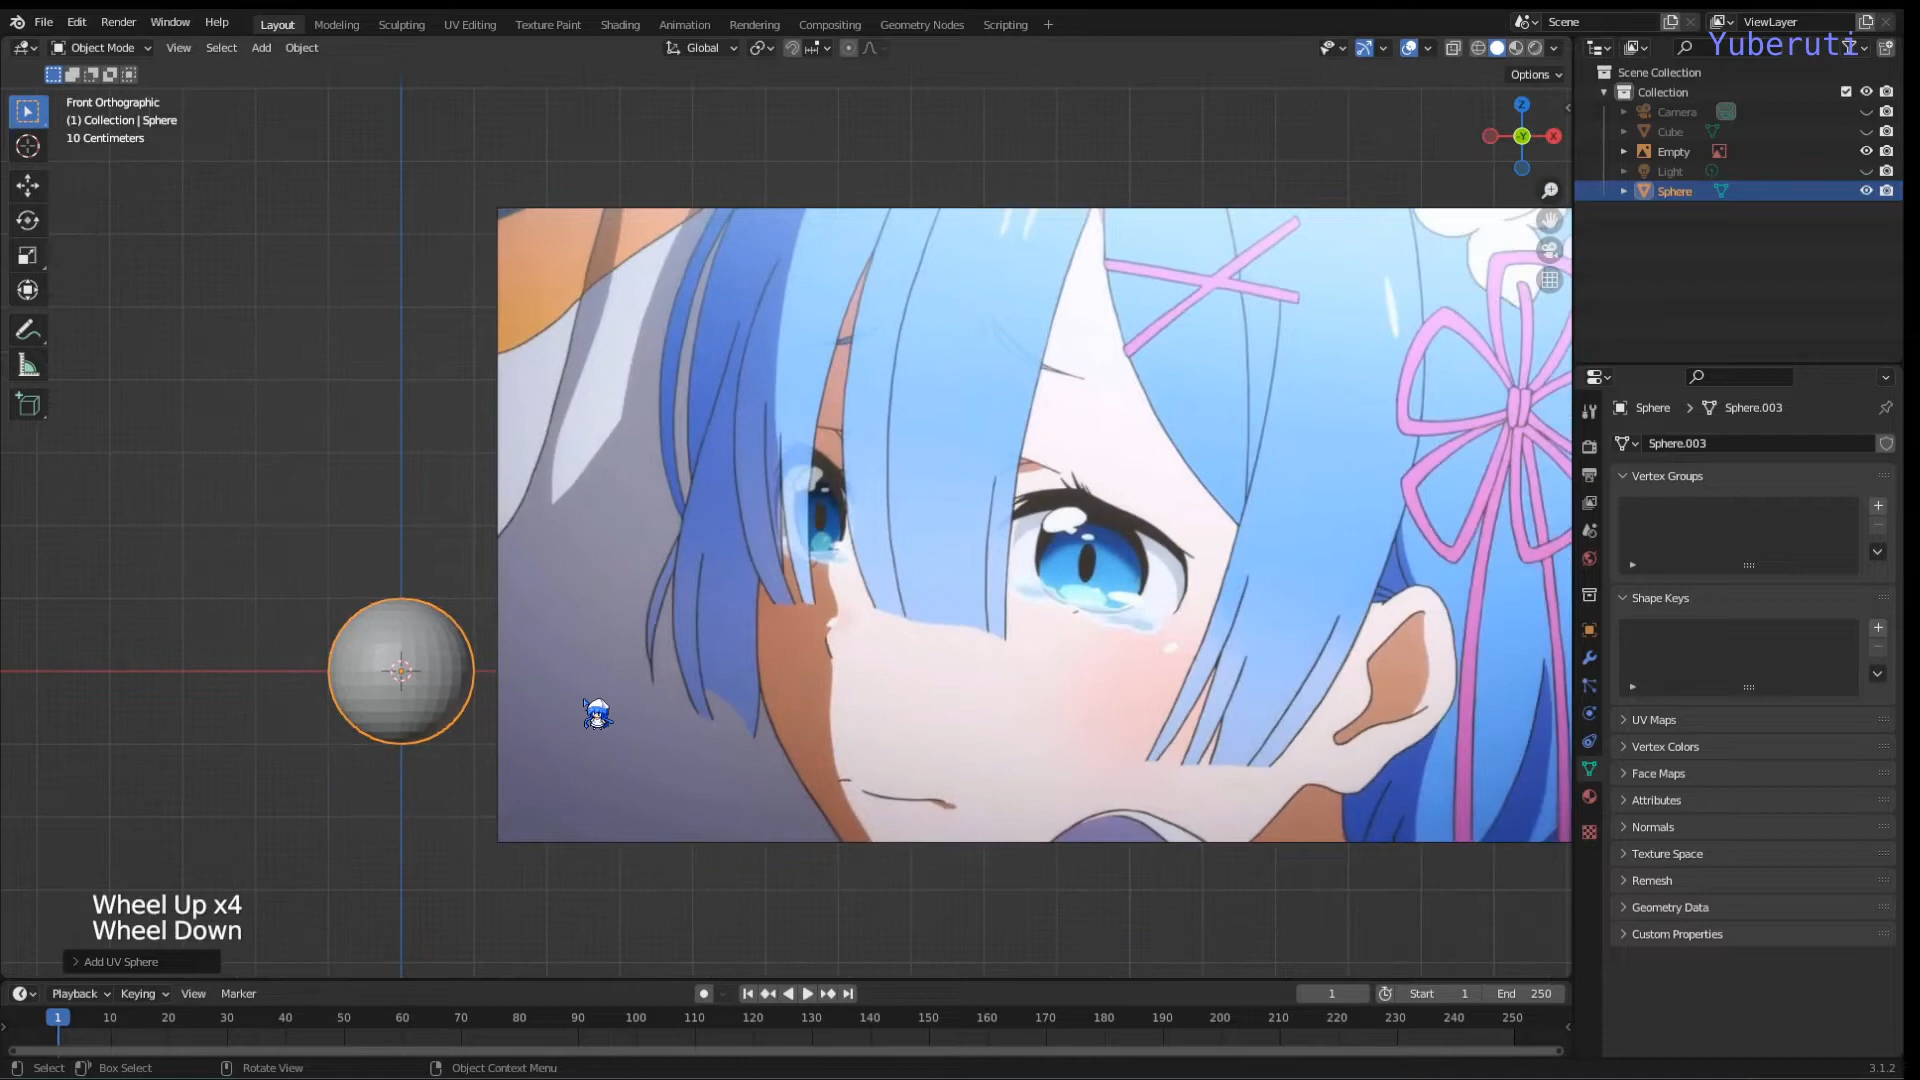 File Edit Render Window Help
Layout Modeling Sculpting UV Editing Texture Paint Shading Animation Rendering Compositing Geometry Nodes Scripting +
Scene ViewLayer
Object Mode View Select Add Object
Global
Yuberuti
Options
Front Orthographic
(1) Collection | Sphere
10 Centimeters
Z
-Y
X
Scene Collection
Collection
Camera
Cube
Empty
Light
Sphere
Sphere Sphere.003
Sphere.003
Vertex Groups
Shape Keys
UV Maps
Vertex Colors
Face Maps
Attributes
Normals
Texture Space
Remesh
Geometry Data
Custom Properties
Wheel Up x4
Wheel Down
Add UV Sphere
Playback Keying View Marker
1 Start 1 End 250
1 10 20 30 40 50 60 70 80 90 100 110 120 130 140 150 160 170 180 190 200 210 220 230 240 250
Select Box Select Rotate View Object Context Menu 3.1.2